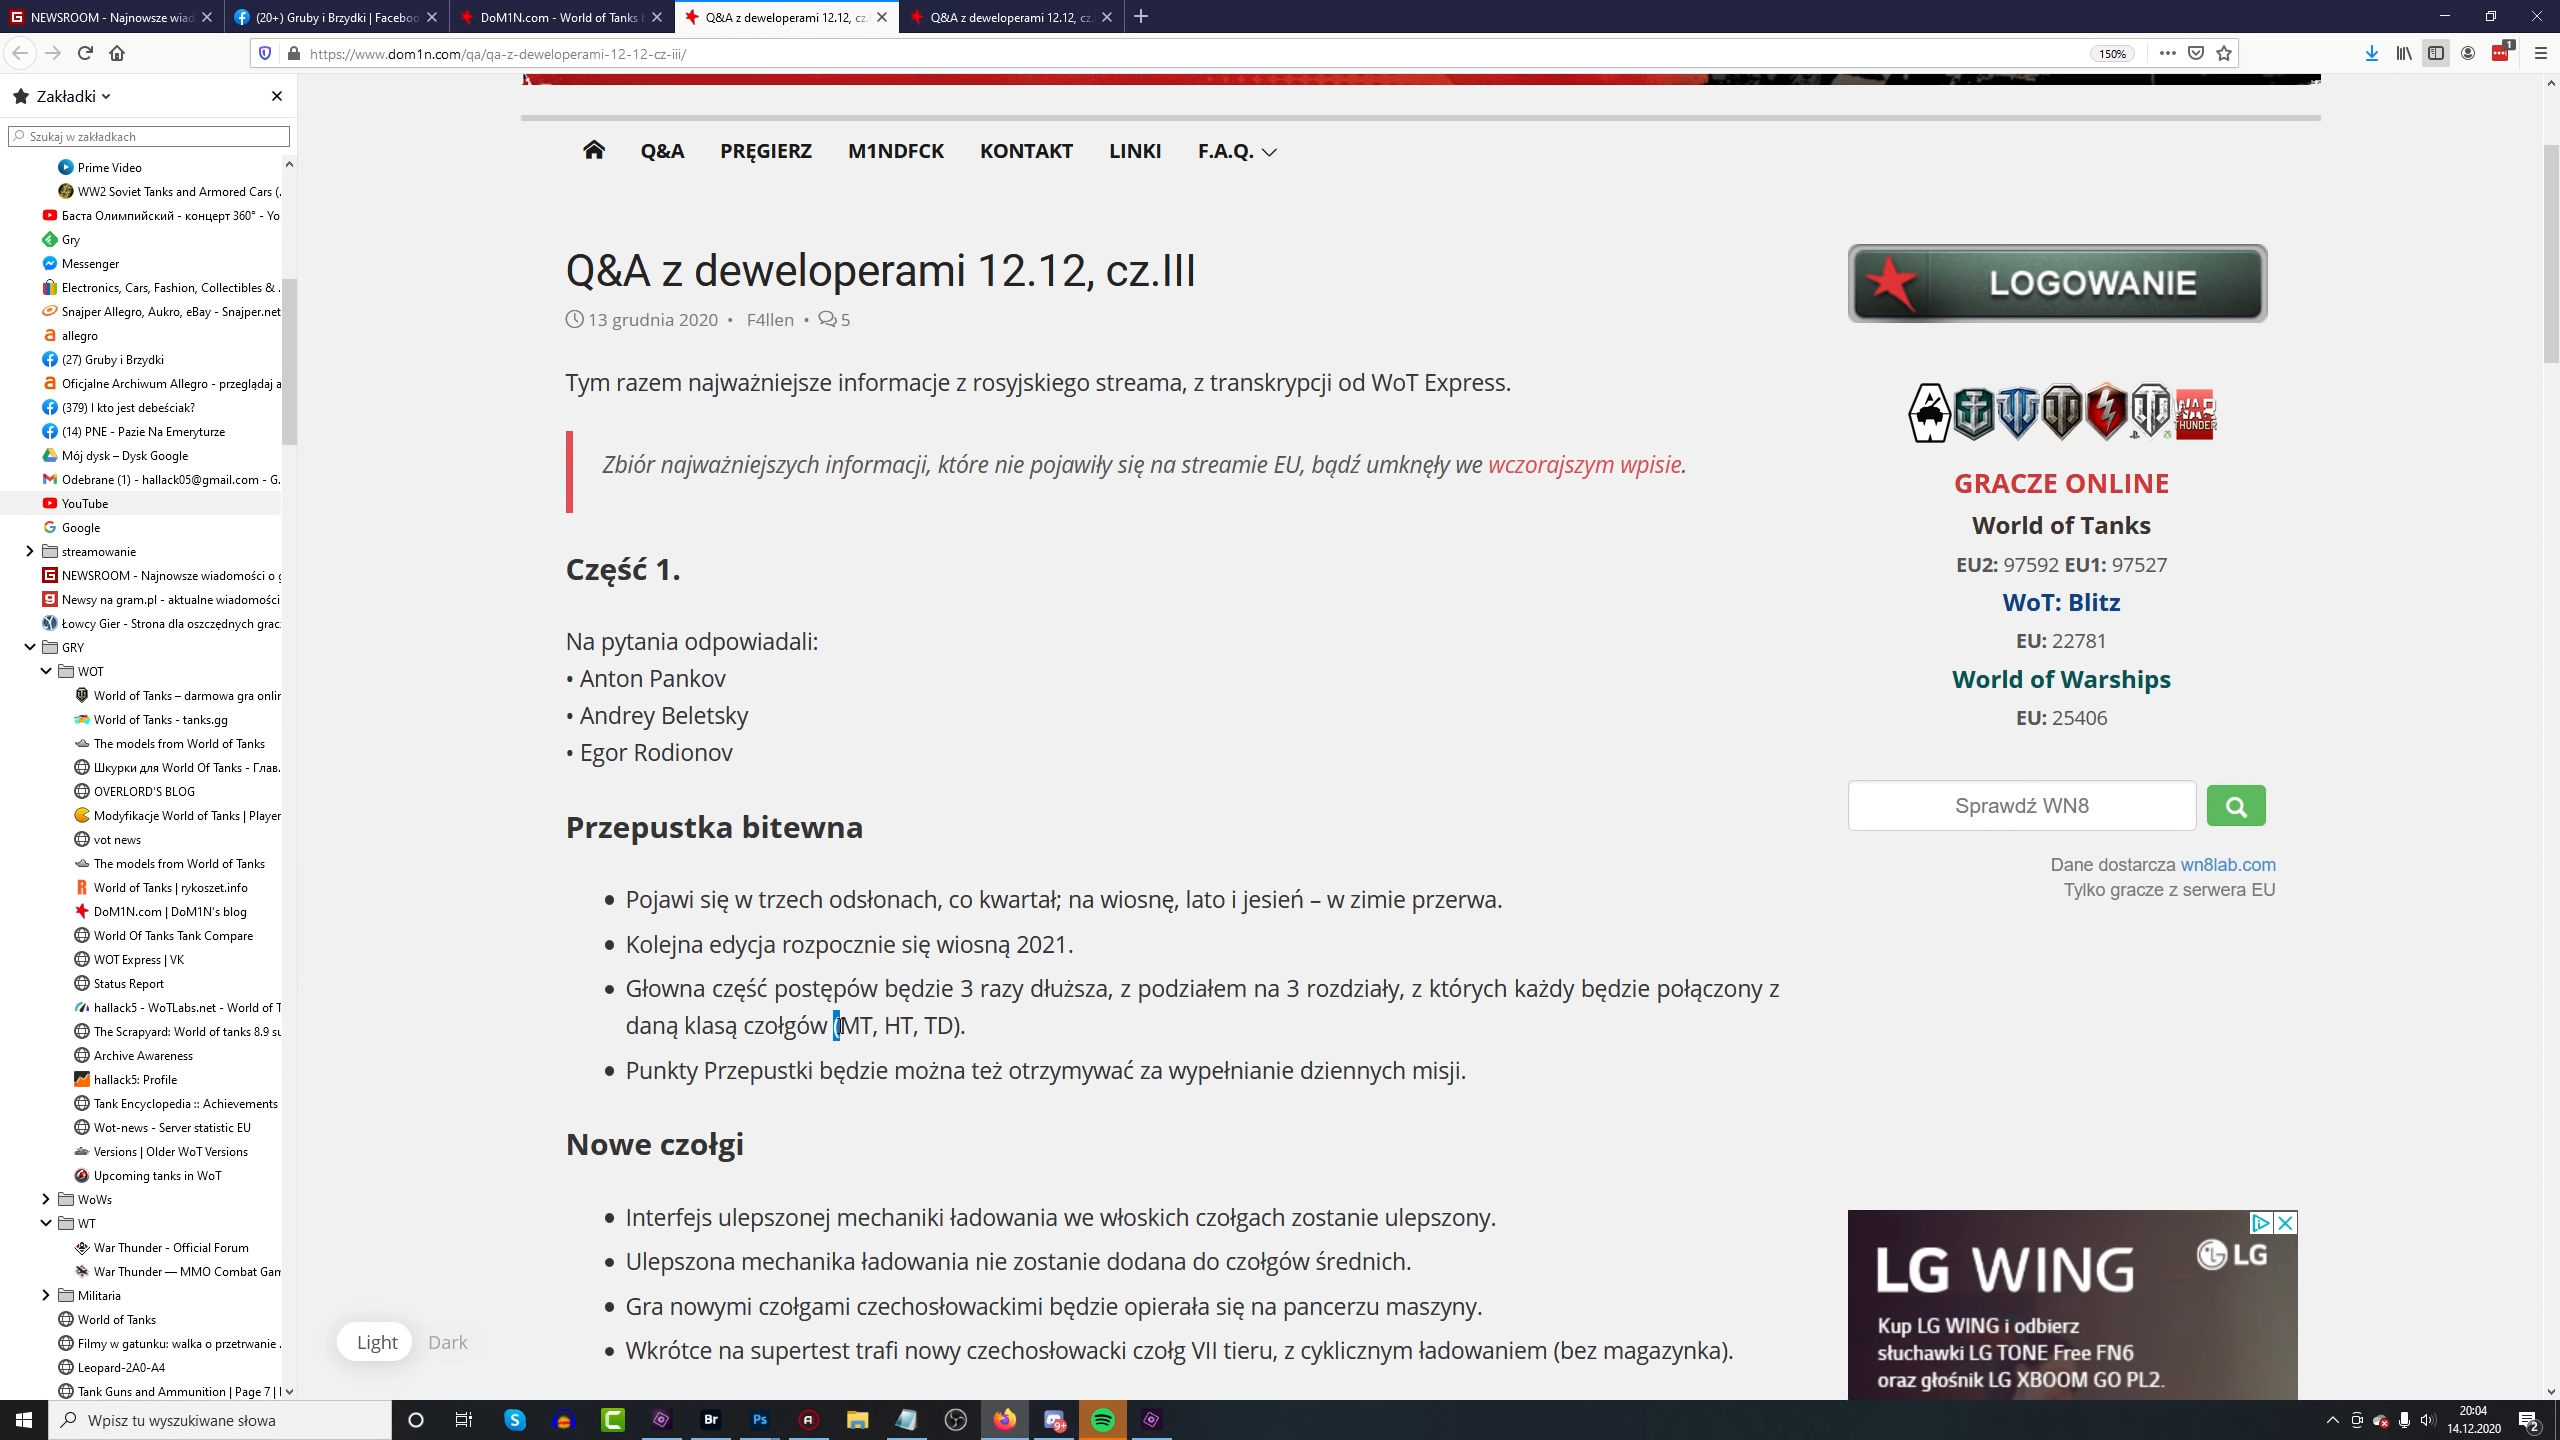 NEWSROOM - Najnowsze wiad
(20+) Gruby i Brzydki | Faceboo
DoM1N.com - World of Tanks
Q&A z deweloperami 12.12, cz.
Q&A z deweloperami 12.12, cz.
https://www.dom1n.com/qa/qa-z-deweloperami-12-12-cz-iii/
150%
1
Zakładki
Szukaj w zakładkach
Prime Video
WW2 Soviet Tanks and Armored Cars (.
Баста Олимпийский - концерт 360° - Yo
Gry
Messenger
Electronics, Cars, Fashion, Collectibles & .
Snajper Allegro, Aukro, eBay - Snajper.net
allegro
(27) Gruby i Brzydki
Oficjalne Archiwum Allegro - przeglądaj a
(379) I kto jest debeściak?
(14) PNE - Pazie Na Emeryturze
Mój dysk – Dysk Google
Odebrane (1) - hallack05@gmail.com - G.
YouTube
Google
streamowanie
NEWSROOM - Najnowsze wiadomości o g
Newsy na gram.pl - aktualne wiadomości
Łowcy Gier - Strona dla oszczędnych grac
GRY
WOT
World of Tanks – darmowa gra onlin
World of Tanks - tanks.gg
The models from World of Tanks
Шкурки для World Of Tanks - Глав.
OVERLORD'S BLOG
Modyfikacje World of Tanks | Player
vot news
The models from World of Tanks
World of Tanks | rykoszet.info
DoM1N.com | DoM1N's blog
World Of Tanks Tank Compare
WOT Express | VK
Status Report
hallack5 - WoTLabs.net - World of T
The Scrapyard: World of tanks 8.9 su
Archive Awareness
hallack5: Profile
Tank Encyclopedia :: Achievements
Wot-news - Server statistic EU
Versions | Older WoT Versions
Upcoming tanks in WoT
WoWs
WT
War Thunder - Official Forum
War Thunder — MMO Combat Gam
Militaria
World of Tanks
Filmy w gatunku: walka o przetrwanie .
Leopard-2A0-A4
Tank Guns and Ammunition | Page 7 |
Q&A PRĘGIERZ M1NDFCK KONTAKT LINKI F.A.Q.
Q&A z deweloperami 12.12, cz.III
13 grudnia 2020 • F4llen • 5
Tym razem najważniejsze informacje z rosyjskiego streama, z transkrypcji od WoT Express.
Zbiór najważniejszych informacji, które nie pojawiły się na streamie EU, bądź umknęły we wczorajszym wpisie.
Część 1.
Na pytania odpowiadali:
• Anton Pankov
• Andrey Beletsky
• Egor Rodionov
Przepustka bitewna
• Pojawi się w trzech odsłonach, co kwartał; na wiosnę, lato i jesień – w zimie przerwa.
• Kolejna edycja rozpocznie się wiosną 2021.
• Głowna część postępów będzie 3 razy dłuższa, z podziałem na 3 rozdziały, z których każdy będzie połączony z
daną klasą czołgów (MT, HT, TD).
• Punkty Przepustki będzie można też otrzymywać za wypełnianie dziennych misji.
Nowe czołgi
• Interfejs ulepszonej mechaniki ładowania we włoskich czołgach zostanie ulepszony.
• Ulepszona mechanika ładowania nie zostanie dodana do czołgów średnich.
• Gra nowymi czołgami czechosłowackimi będzie opierała się na pancerzu maszyny.
• Wkrótce na supertest trafi nowy czechosłowacki czołg VII tieru, z cyklicznym ładowaniem (bez magazynka).
Light Dark
LOGOWANIE
WAR THUNDER
GRACZE ONLINE
World of Tanks
EU2: 97592 EU1: 97527
WoT: Blitz
EU: 22781
World of Warships
EU: 25406
Sprawdź WN8
Dane dostarcza wn8lab.com
Tylko gracze z serwera EU
LG WING
LG
Kup LG WING i odbierz
słuchawki LG TONE Free FN6
oraz głośnik LG XBOOM GO PL2.
Wpisz tu wyszukiwane słowa
Br
Ps
9+
20:04
14.12.2020
2